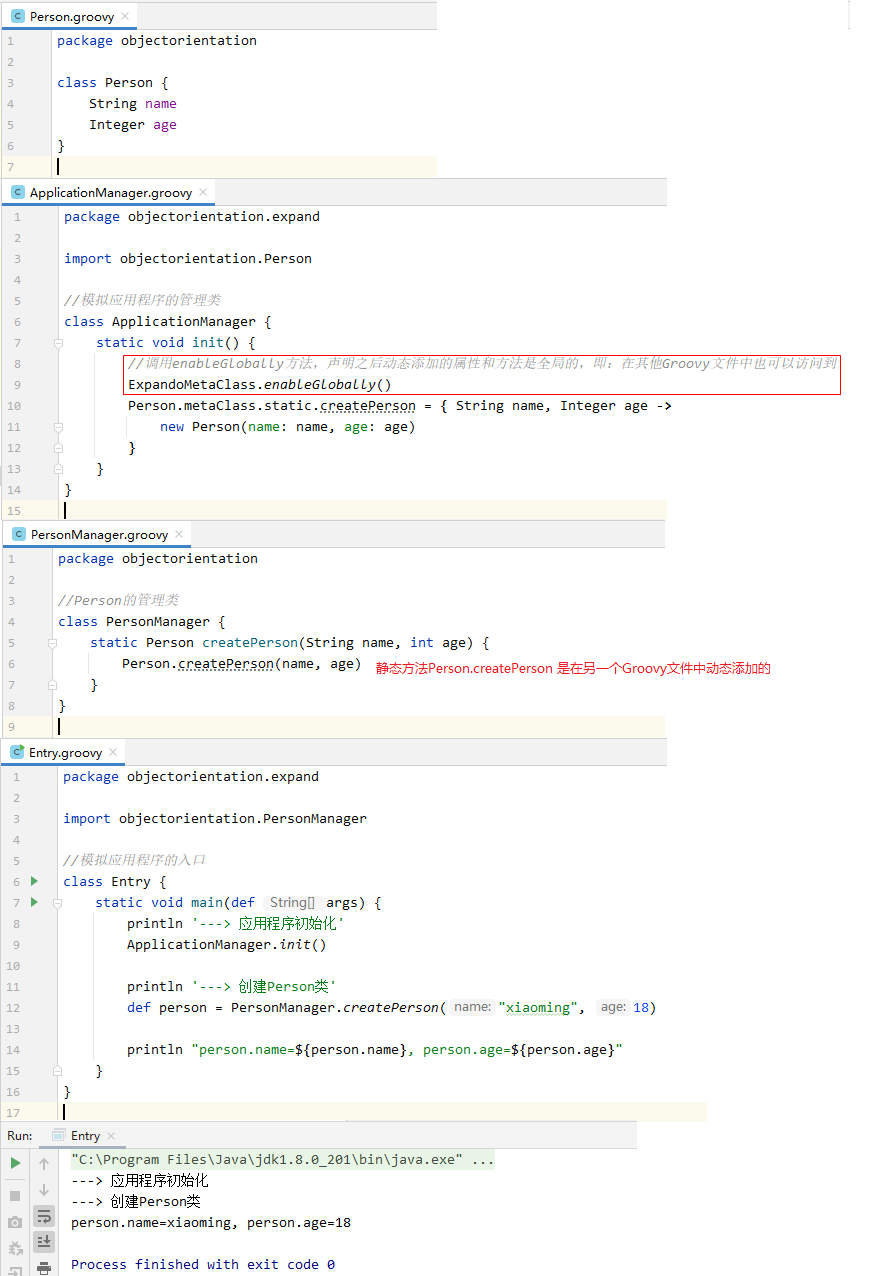 Person.groovy
1 package objectorientation
2
3 class Person {
4 String name
5 Integer age
6 }
7
ApplicationManager.groovy
1 package objectorientation.expand
2
3 import objectorientation.Person
4
5 //模拟应用程序的管理类
6 class ApplicationManager {
7 static void init() {
8 //调用enableGlobally方法，声明之后动态添加的属性和方法是全局的，即：在其他Groovy文件中也可以访问到
9 ExpandoMetaClass.enableGlobally()
10 Person.metaClass.static.createPerson = { String name, Integer age ->
11 new Person(name: name, age: age)
12 }
13 }
14 }
15
PersonManager.groovy
1 package objectorientation
2
3 //Person的管理类
4 class PersonManager {
5 static Person createPerson(String name, int age) {
6 Person.createPerson(name, age) 静态方法Person.createPerson 是在另一个Groovy文件中动态添加的
7 }
8 }
9
Entry.groovy
1 package objectorientation.expand
2
3 import objectorientation.PersonManager
4
5 //模拟应用程序的入口
6 class Entry {
7 static void main(def String[] args) {
8 println '---> 应用程序初始化'
9 ApplicationManager.init()
10
11 println '---> 创建Person类'
12 def person = PersonManager.createPerson( name: "xiaoming", age: 18)
13
14 println "person.name=${person.name}, person.age=${person.age}"
15 }
16 }
17
Run: Entry
"C:\Program Files\Java\jdk1.8.0_201\bin\java.exe" ...
---> 应用程序初始化
---> 创建Person类
person.name=xiaoming, person.age=18
Process finished with exit code 0